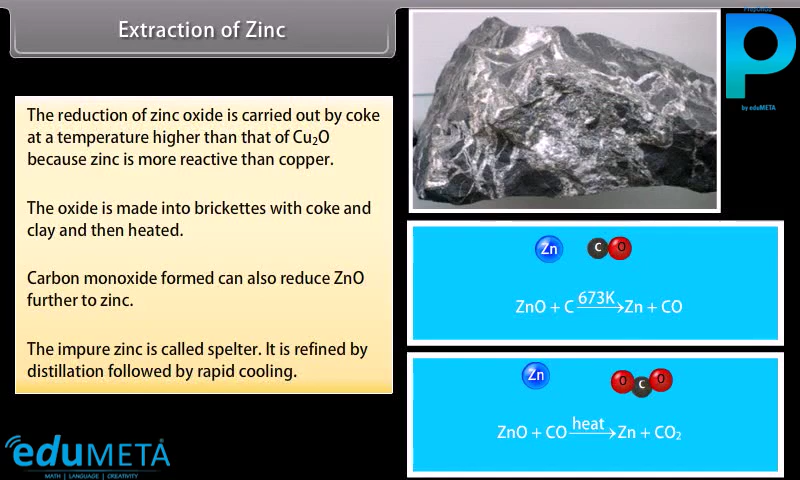 Extraction of Zinc
The reduction of zinc oxide is carried out by coke
at a temperature higher than that of Cu₂O
because zinc is more reactive than copper.
The oxide is made into brickettes with coke and
clay and then heated.
Carbon monoxide formed can also reduce ZnO
further to zinc.
The impure zinc is called spelter. It is refined by
distillation followed by rapid cooling.
eduMETA®
MATH | LANGUAGE | CREATIVITY
P
by eduMETA
Zn C O
673K
ZnO + C ⟶ Zn + CO
Zn O C O
heat
ZnO + CO ⟶ Zn + CO₂